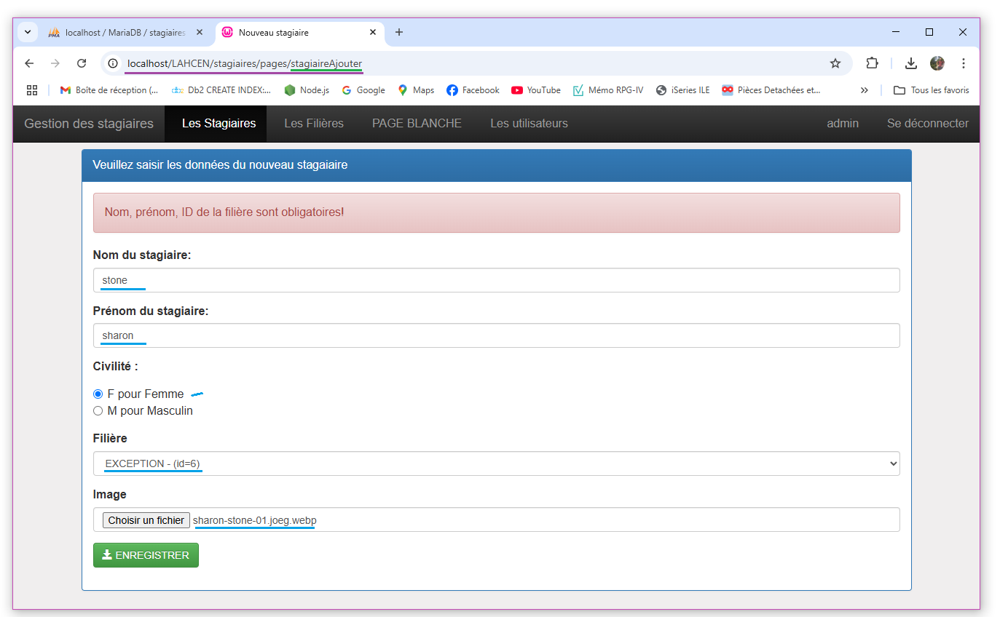 localhost / MariaDB / stagiaires
Nouveau stagiaire
localhost/LAHCEN/stagiaires/pages/stagiaireAjouter
Boîte de réception (... Db2 CREATE INDEX:... Node.js Google Maps Facebook YouTube Mémo RPG-IV iSeries ILE Pièces Detachées et... » Tous les favoris
Gestion des stagiaires Les Stagiaires Les Filières PAGE BLANCHE Les utilisateurs admin Se déconnecter
Veuillez saisir les données du nouveau stagaiaire
Nom, prénom, ID de la filière sont obligatoires!
Nom du stagiaire:
stone
Prénom du stagiaire:
sharon
Civilité :
F pour Femme
M pour Masculin
Filière
EXCEPTION - (id=6)
Image
Choisir un fichier sharon-stone-01.joeg.webp
ENREGISTRER